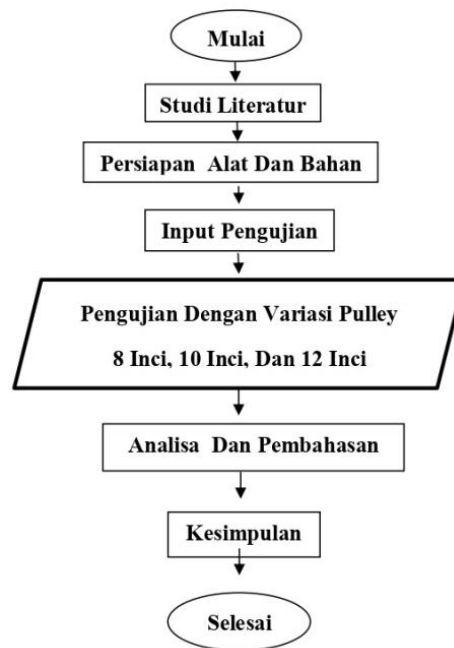 Mulai
Studi Literatur
Persiapan Alat Dan Bahan
Input Pengujian
Pengujian Dengan Variasi Pulley
8 Inci, 10 Inci, Dan 12 Inci
Analisa Dan Pembahasan
Kesimpulan
Selesai